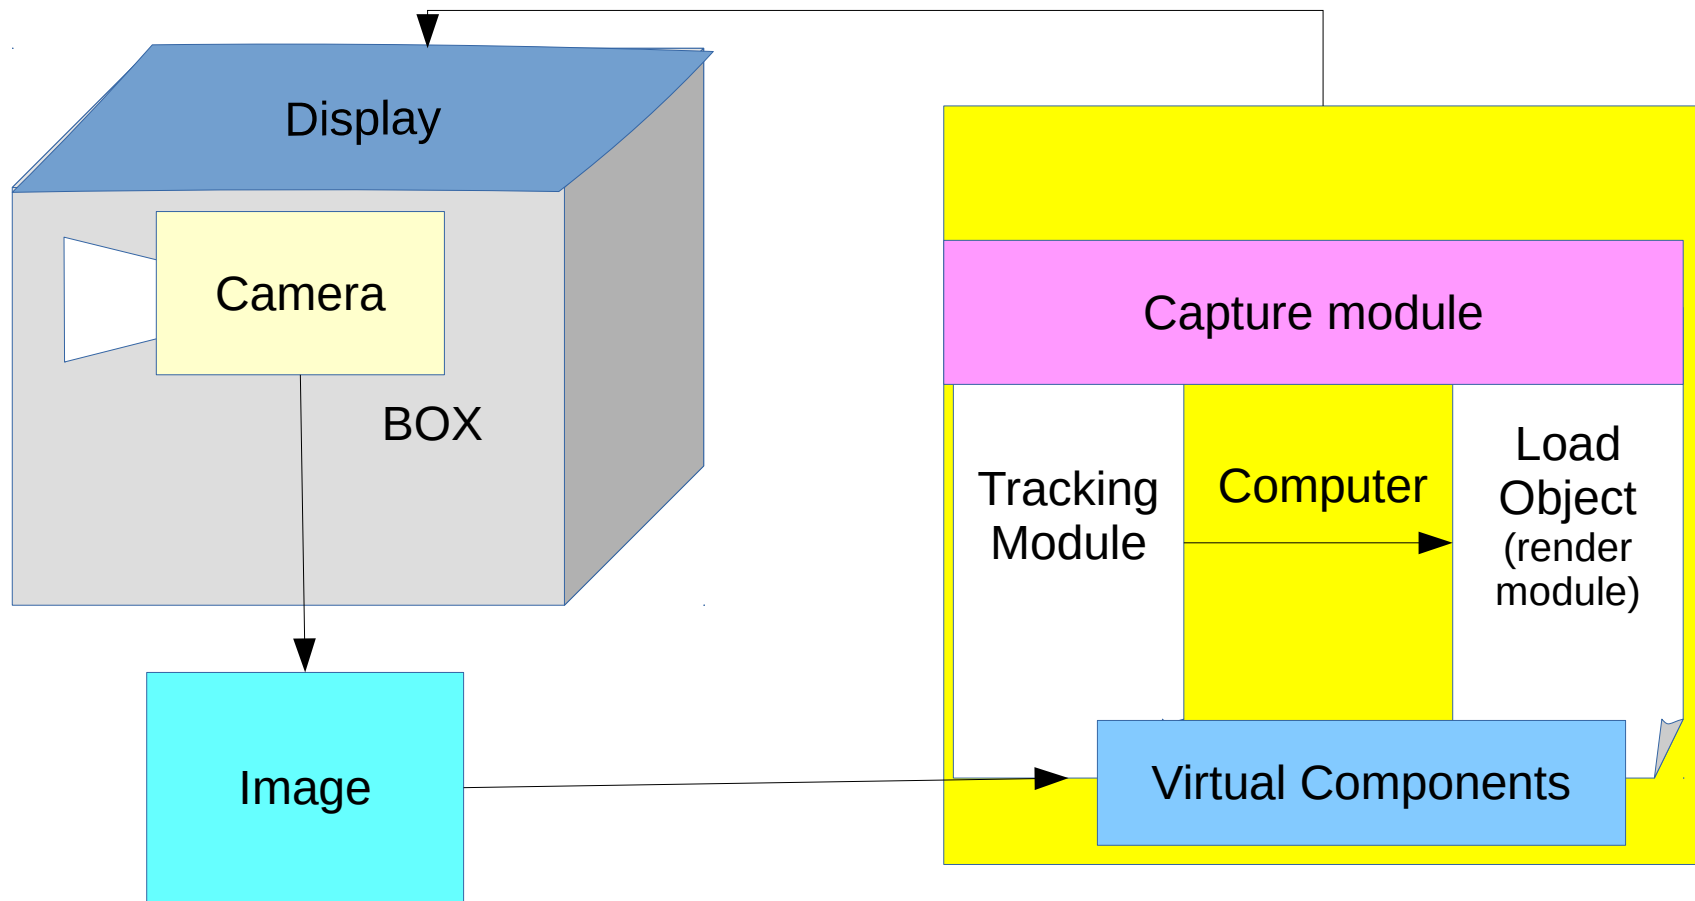 Display
Camera
BOX
Image
Capture module
Tracking
Module
Computer
Load
Object
(render
module)
Virtual Components